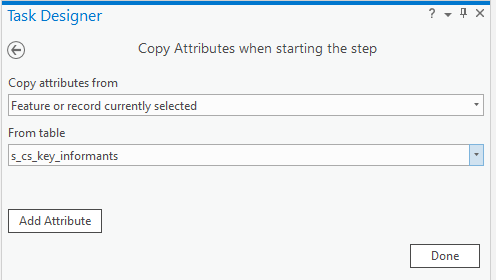 Task Designer
?
Copy Attributes when starting the step
Copy attributes from
Feature or record currently selected
From table
s_cs_key_informants
Add Attribute
Done